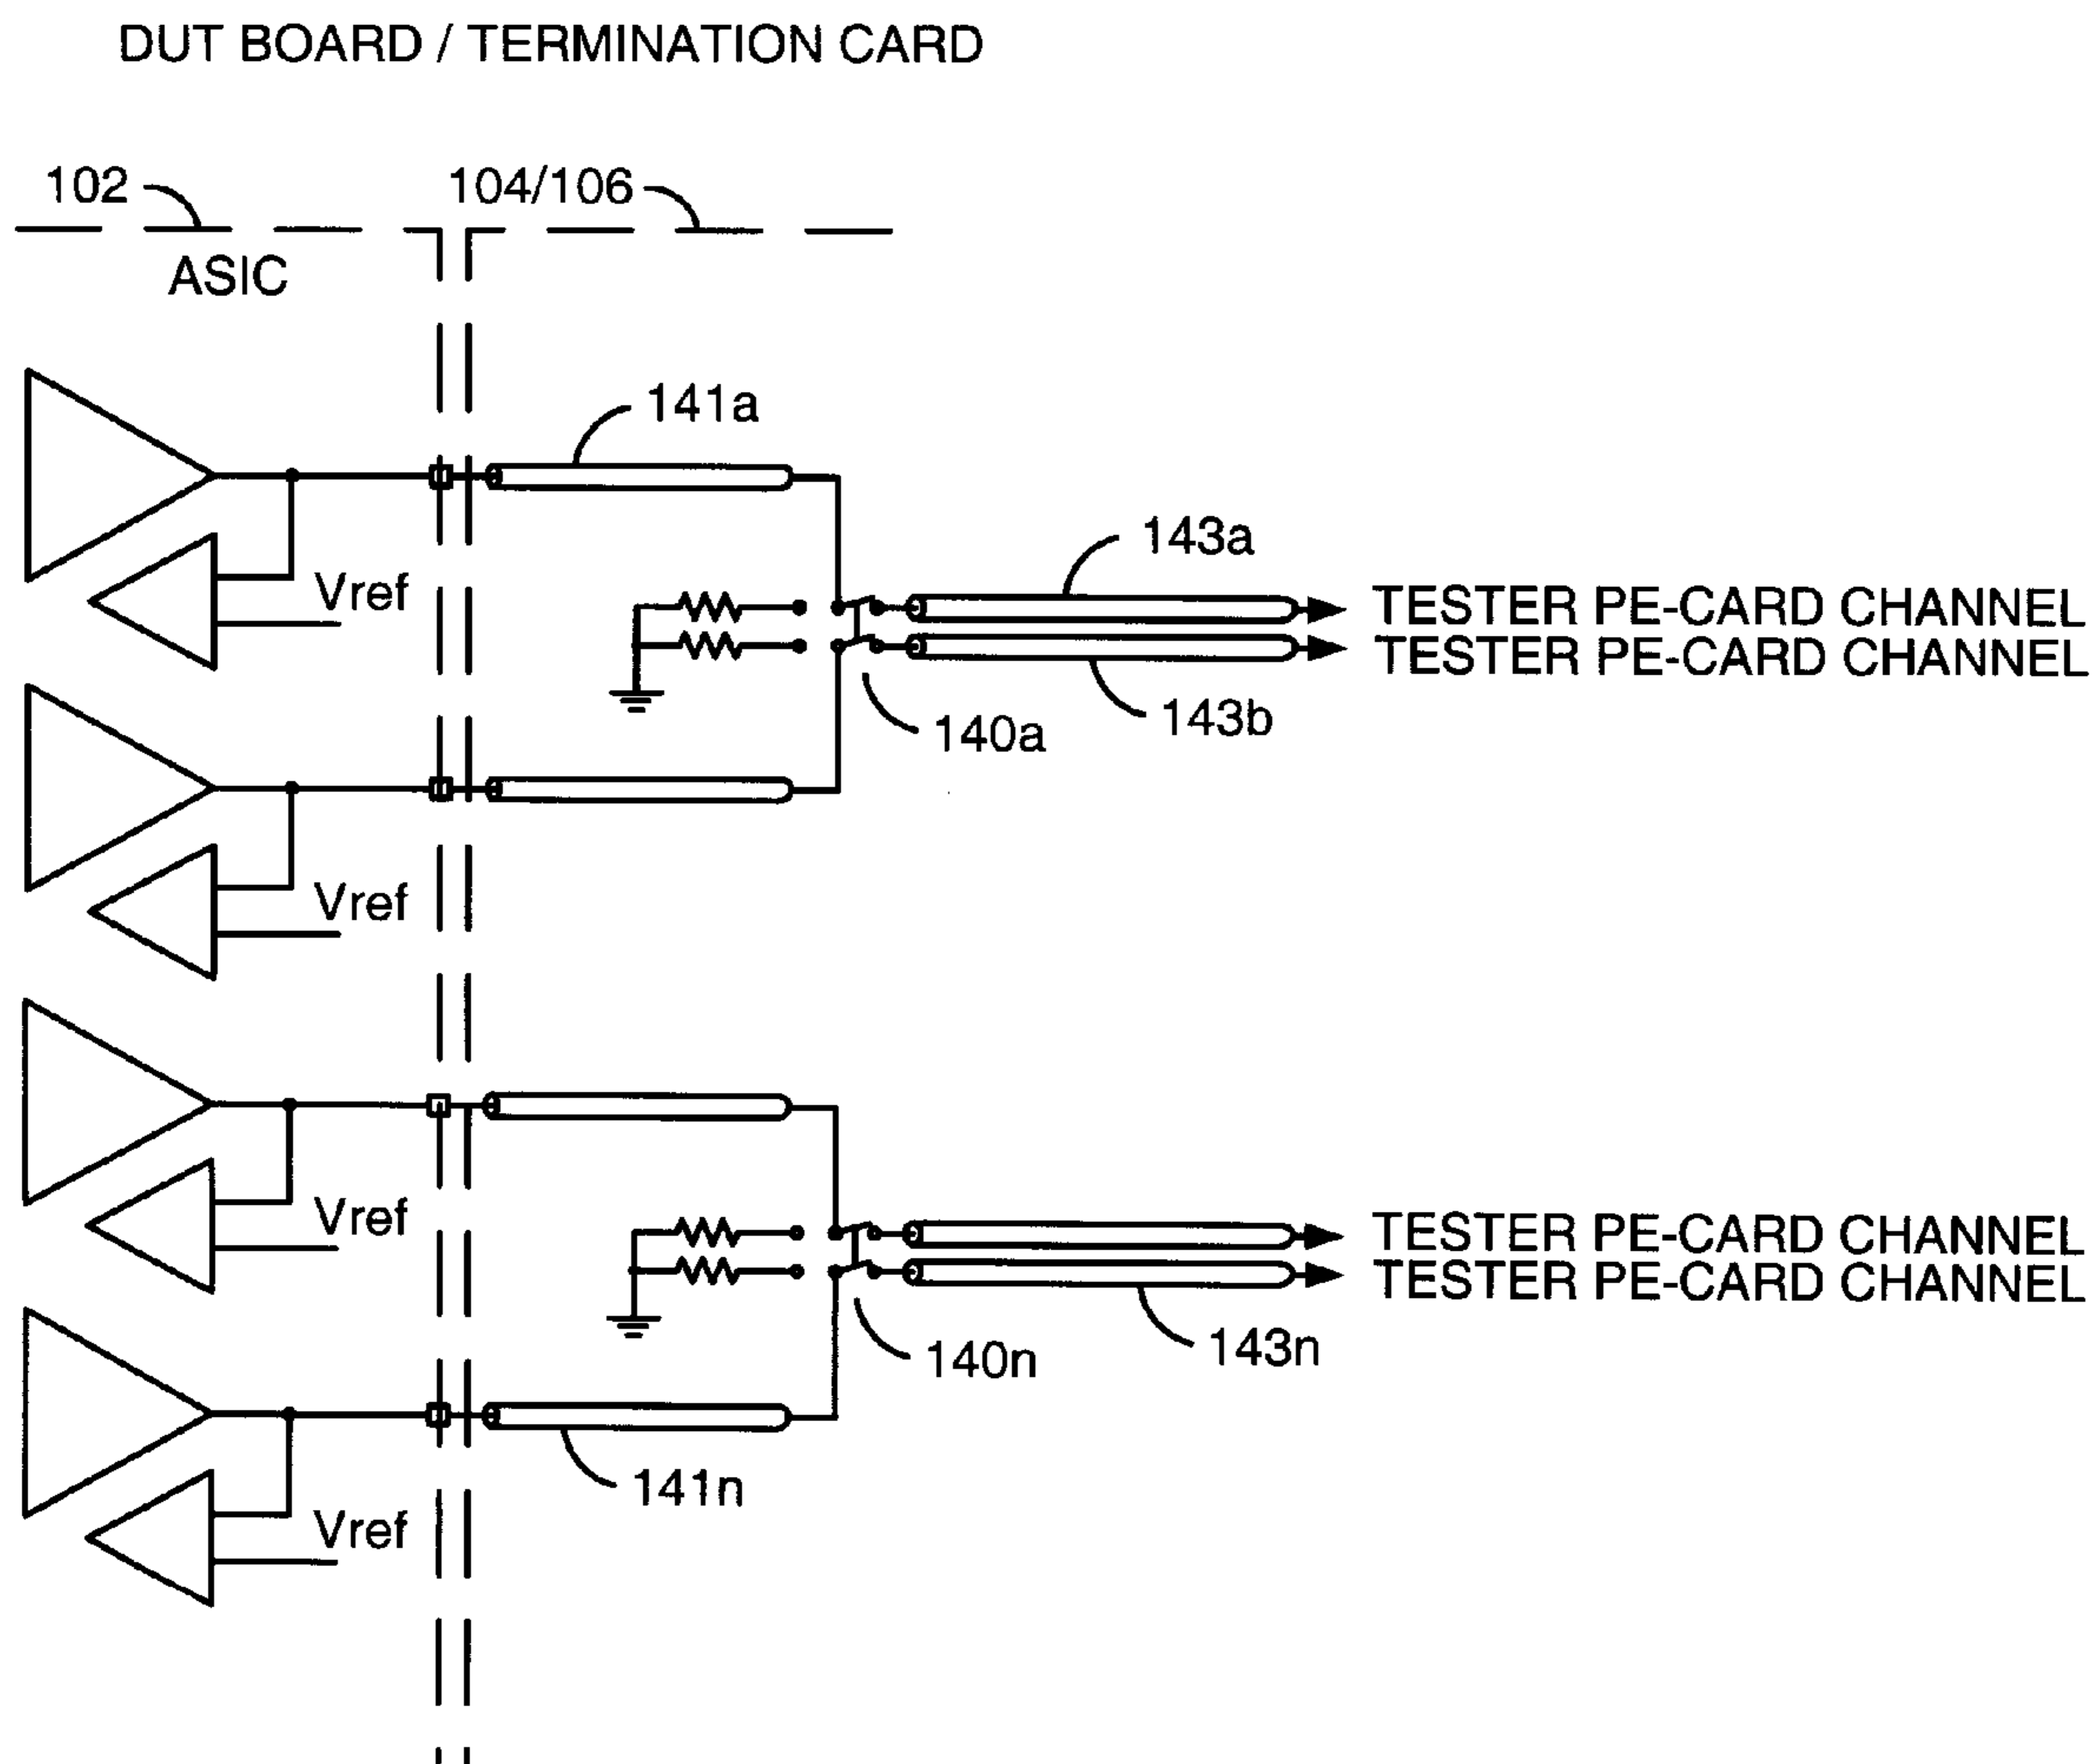 DUT BOARD / TERMINATION CARD
102
104/106
ASIC
141a
143a
Vref
TESTER PE-CARD CHANNEL
TESTER PE-CARD CHANNEL
143b
140a
Vref
Vref
TESTER PE-CARD CHANNEL
TESTER PE-CARD CHANNEL
140n
143n
141n
Vref